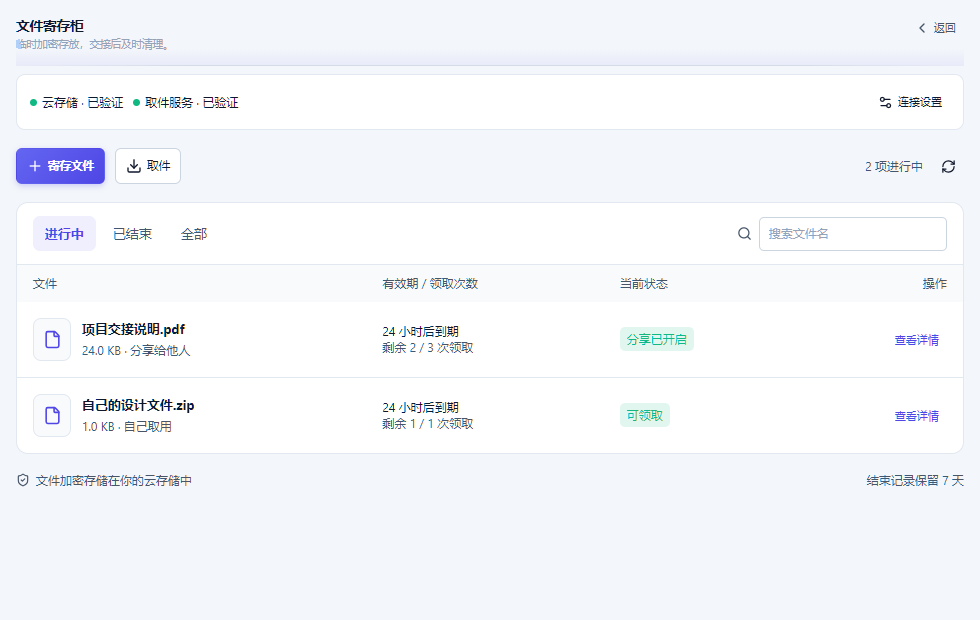 文件寄存柜
返回
临时加密存放，交接后及时清理。
云存储 · 已验证 取件服务 · 已验证 连接设置
寄存文件 取件 2 项进行中
进行中 已结束 全部 搜索文件名
文件 有效期 / 领取次数 当前状态 操作
项目交接说明.pdf
24.0 KB · 分享给他人
24 小时后到期
剩余 2 / 3 次领取
分享已开启
查看详情
自己的设计文件.zip
1.0 KB · 自己取用
24 小时后到期
剩余 1 / 1 次领取
可领取
查看详情
文件加密存储在你的云存储中 结束记录保留 7 天